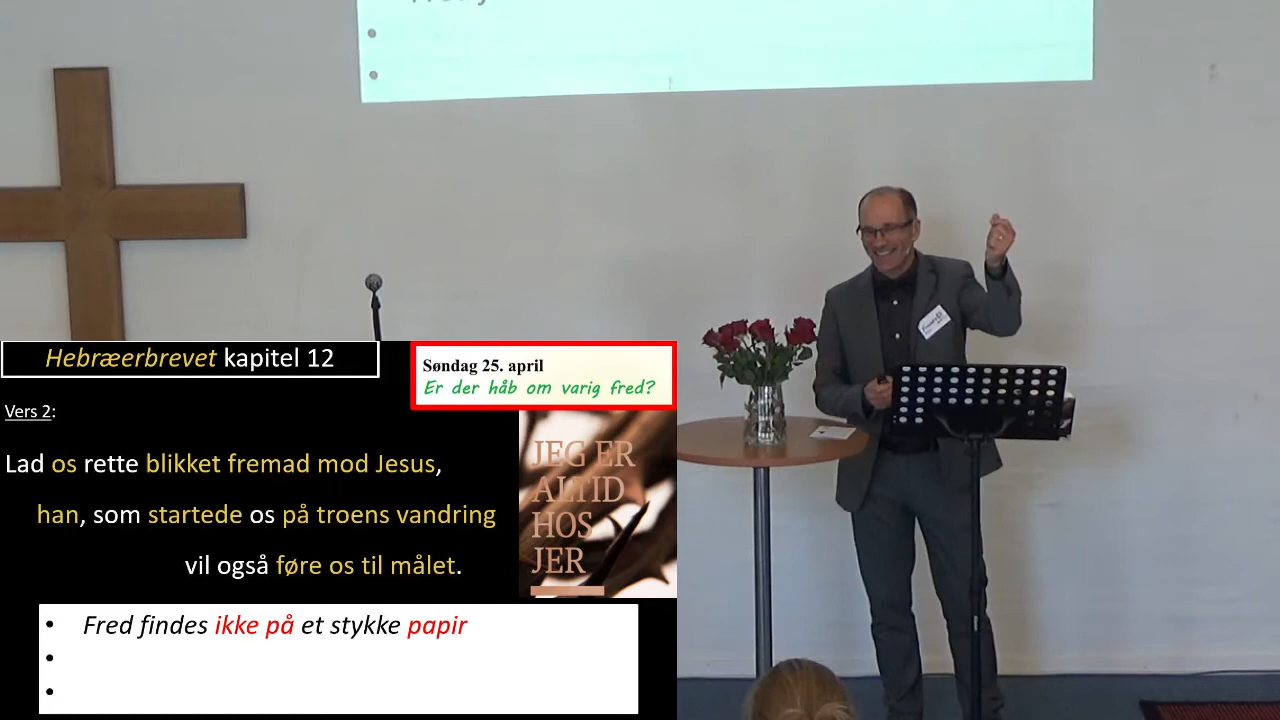 Hebræerbrevet kapitel 12
Søndag 25. april
Er der håb om varig fred?
Vers 2:
Lad os rette blikket fremad mod Jesus,
han, som startede os på troens vandring
vil også føre os til målet.
JEG ER
ALTID
HOS
JER
• Fred findes ikke på et stykke papir